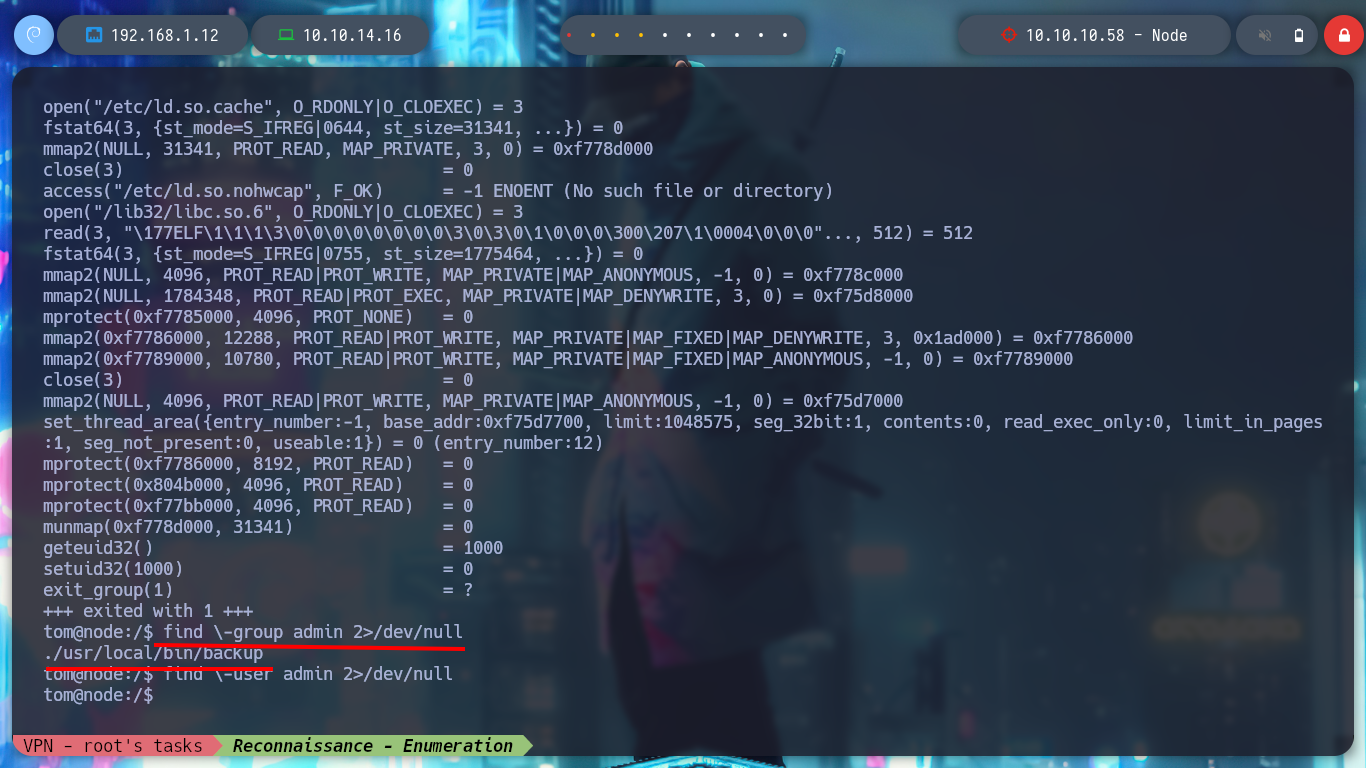 192.168.1.12
10.10.14.16
10.10.10.58 - Node
open("/etc/ld.so.cache", O_RDONLY|O_CLOEXEC) = 3
fstat64(3, {st_mode=S_IFREG|0644, st_size=31341, ...}) = 0
mmap2(NULL, 31341, PROT_READ, MAP_PRIVATE, 3, 0) = 0xf778d000
close(3)                                = 0
access("/etc/ld.so.nohwcap", F_OK)      = -1 ENOENT (No such file or directory)
open("/lib32/libc.so.6", O_RDONLY|O_CLOEXEC) = 3
read(3, "\177ELF\1\1\1\3\0\0\0\0\0\0\0\0\3\0\3\0\1\0\0\0\300\207\1\0004\0\0\0"..., 512) = 512
fstat64(3, {st_mode=S_IFREG|0755, st_size=1775464, ...}) = 0
mmap2(NULL, 4096, PROT_READ|PROT_WRITE, MAP_PRIVATE|MAP_ANONYMOUS, -1, 0) = 0xf778c000
mmap2(NULL, 1784348, PROT_READ|PROT_EXEC, MAP_PRIVATE|MAP_DENYWRITE, 3, 0) = 0xf75d8000
mprotect(0xf7785000, 4096, PROT_NONE)   = 0
mmap2(0xf7786000, 12288, PROT_READ|PROT_WRITE, MAP_PRIVATE|MAP_FIXED|MAP_DENYWRITE, 3, 0x1ad000) = 0xf7786000
mmap2(0xf7789000, 10780, PROT_READ|PROT_WRITE, MAP_PRIVATE|MAP_FIXED|MAP_ANONYMOUS, -1, 0) = 0xf7789000
close(3)                                = 0
mmap2(NULL, 4096, PROT_READ|PROT_WRITE, MAP_PRIVATE|MAP_ANONYMOUS, -1, 0) = 0xf75d7000
set_thread_area({entry_number:-1, base_addr:0xf75d7700, limit:1048575, seg_32bit:1, contents:0, read_exec_only:0, limit_in_pages
:1, seg_not_present:0, useable:1}) = 0 (entry_number:12)
mprotect(0xf7786000, 8192, PROT_READ)   = 0
mprotect(0x804b000, 4096, PROT_READ)    = 0
mprotect(0xf77bb000, 4096, PROT_READ)   = 0
munmap(0xf778d000, 31341)               = 0
geteuid32()                             = 1000
setuid32(1000)                          = 0
exit_group(1)                           = ?
+++ exited with 1 +++
tom@node:/$ find \-group admin 2>/dev/null
./usr/local/bin/backup
tom@node:/$ find \-user admin 2>/dev/null
tom@node:/$
VPN - root's tasks
Reconnaissance - Enumeration